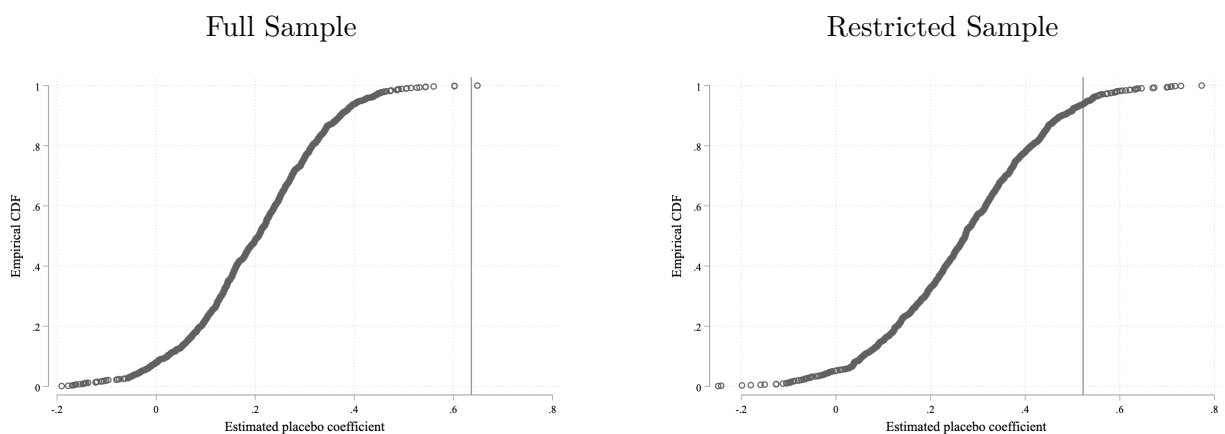 Full Sample
1
.8
.6
.4
.2
0
Empirical CDF
-.2 0 .2 .4 .6 .8
Estimated placebo coefficient
Restricted Sample
1
.8
.6
.4
.2
0
Empirical CDF
-.2 0 .2 .4 .6 .8
Estimated placebo coefficient